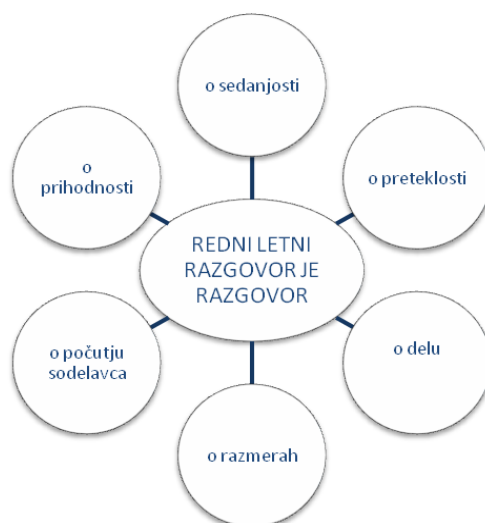 o sedanjosti
o preteklosti
o delu
o razmerah
o počutju
sodelavca
o
prihodnosti
REDNI LETNI
RAZGOVOR JE
RAZGOVOR